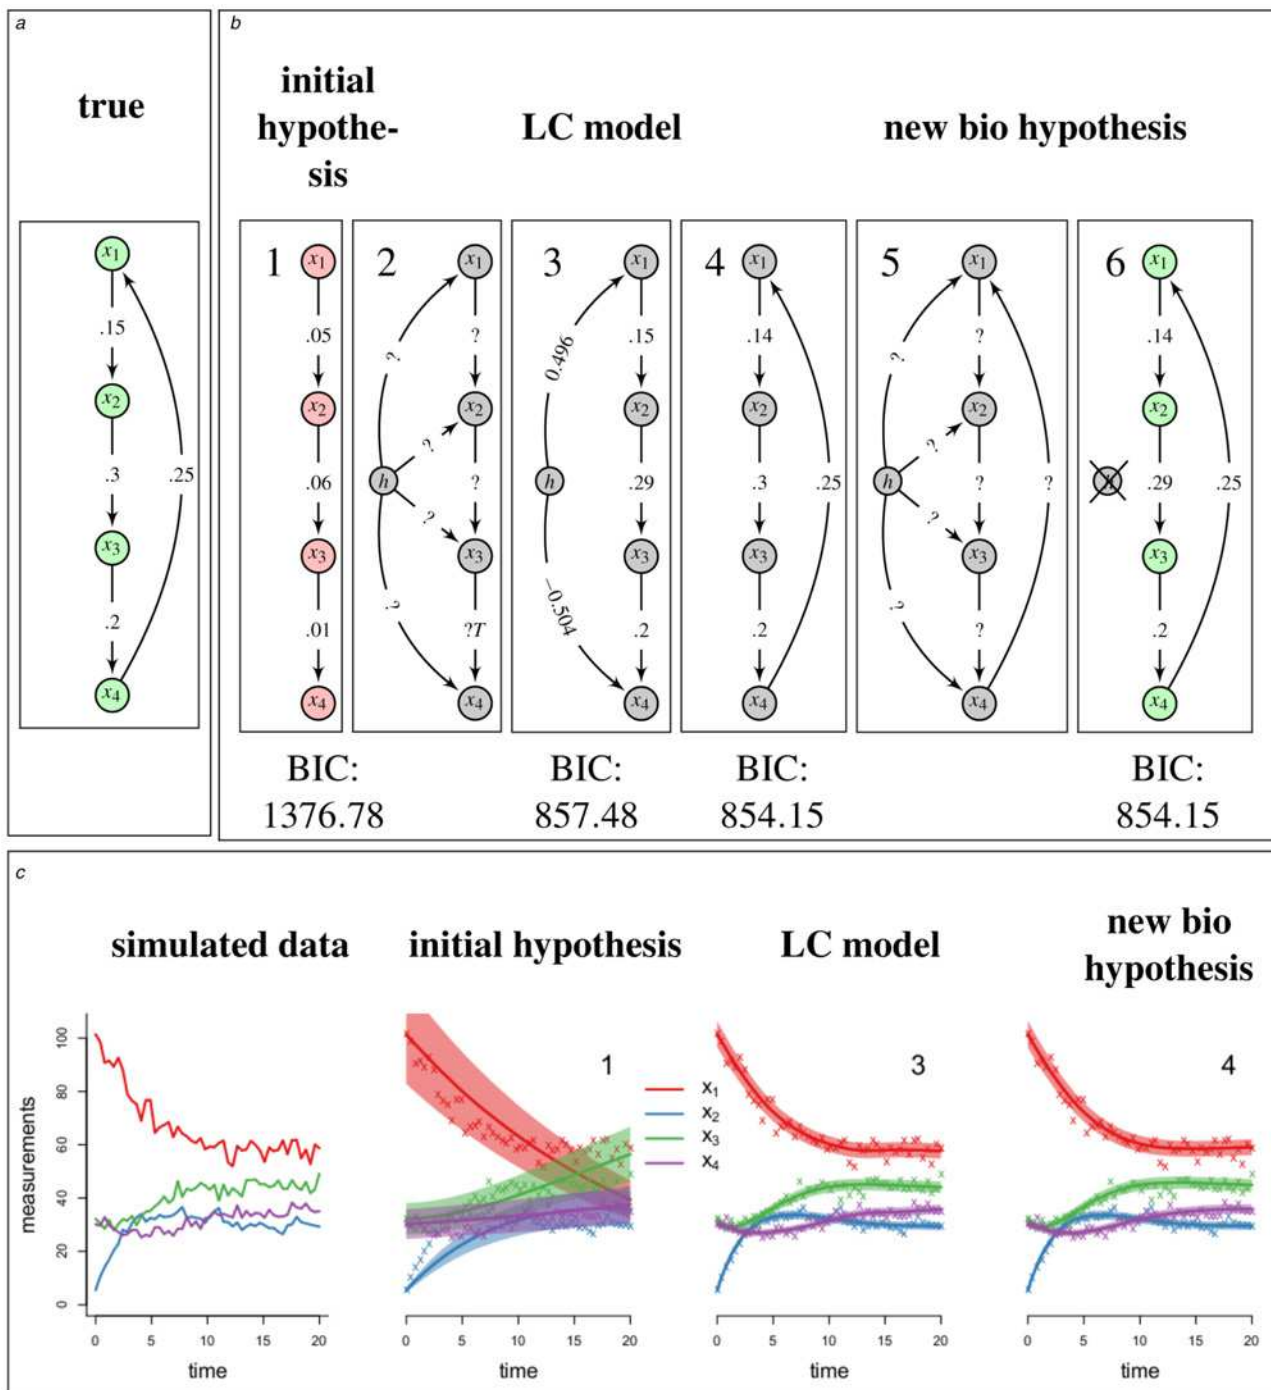 a
true
x1
.15
x2
.3
.25
x3
.2
x4
b
initial
hypothe-
sis
LC model
new bio hypothesis
1
x1
.05
x2
.06
x3
.01
x4
BIC:
1376.78
2
x1
?
?
x2
?
h
?
?
x3
?
?T
x4
3
x1
0.496
.15
x2
h
.29
x3
−0.504
.2
x4
BIC:
857.48
4
x1
.14
x2
.3
.25
x3
.2
x4
BIC:
854.15
5
x1
?
?
x2
?
h
?
?
?
x3
?
?
x4
6
x1
.14
x2
h
.29
.25
x3
.2
x4
BIC:
854.15
c
simulated data
initial hypothesis
LC model
new bio
hypothesis
measurements
100
80
60
40
20
0
0 5 10 15 20
time
1
0 5 10 15 20
time
x1
x2
x3
x4
3
0 5 10 15 20
time
4
0 5 10 15 20
time